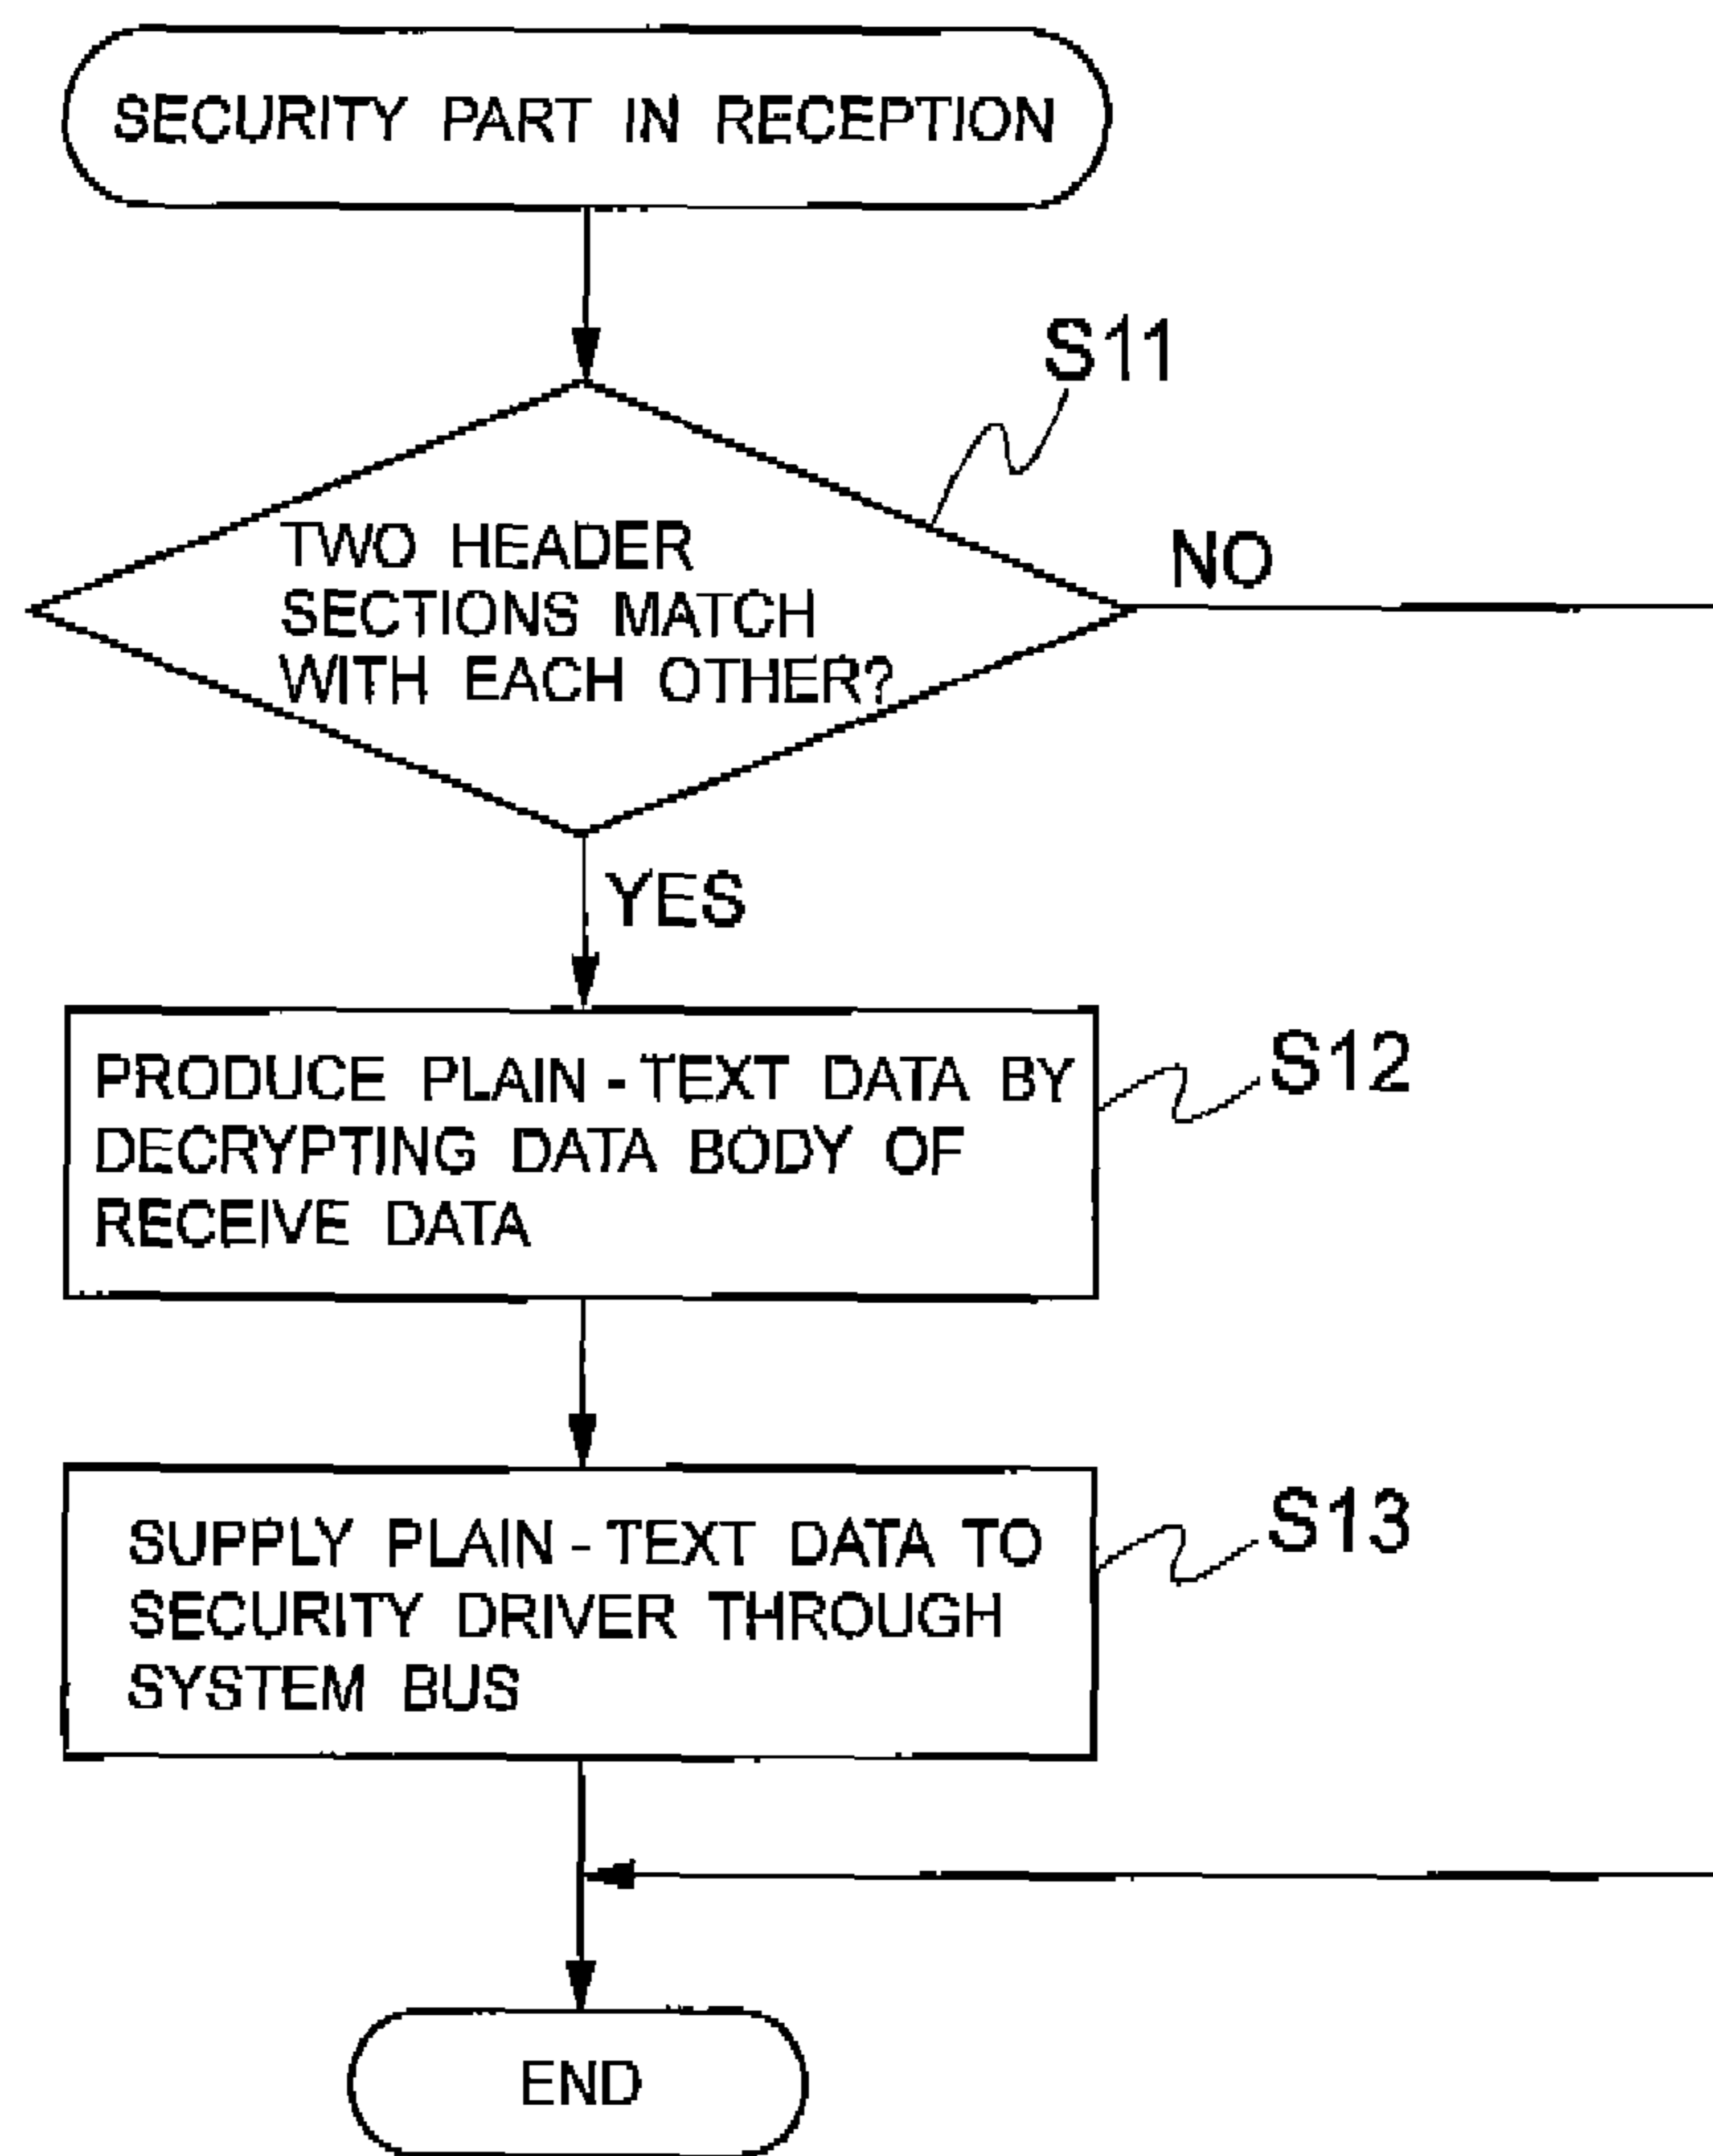 SECURITY PART IN RECEPTION
S11
TWO HEADER
SECTIONS MATCH
WITH EACH OTHER?
NO
YES
PRODUCE PLAIN-TEXT DATA BY
DECRYPTING DATA BODY OF
RECEIVE DATA
S12
SUPPLY PLAIN-TEXT DATA TO
SECURITY DRIVER THROUGH
SYSTEM BUS
S13
END